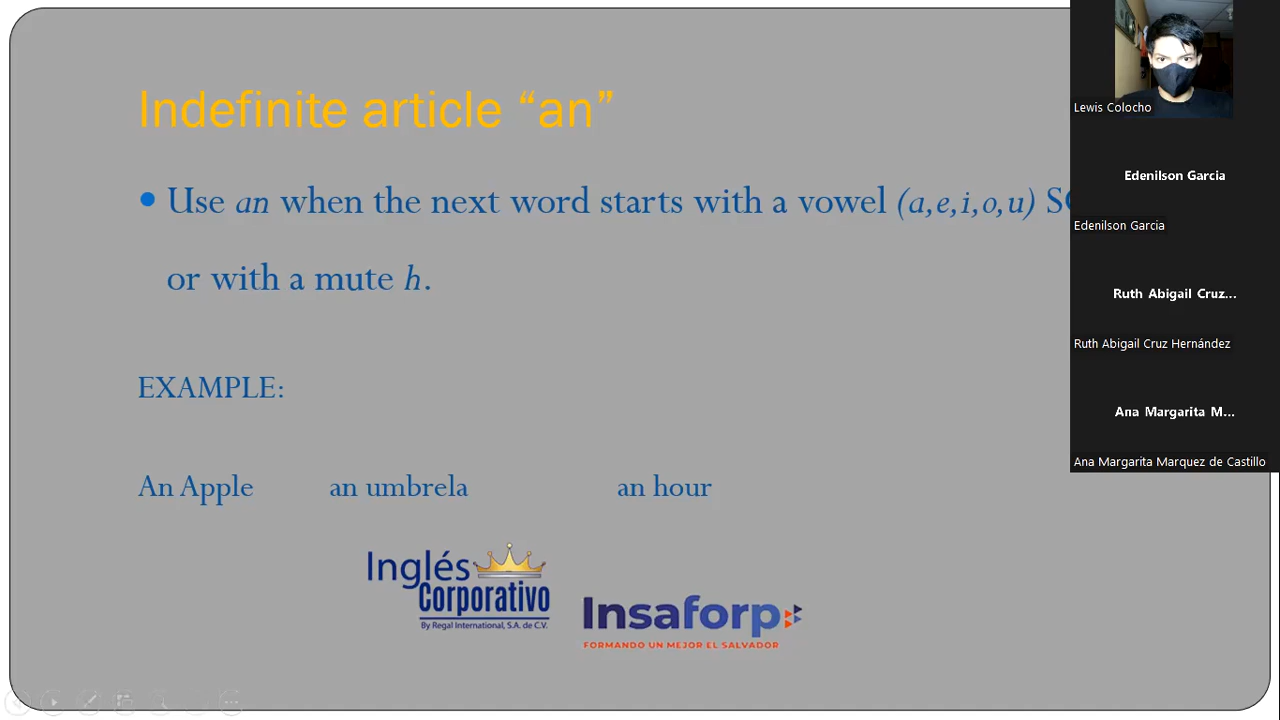 Indefinite article “an”
• Use an when the next word starts with a vowel (a,e,i,o,u)
or with a mute h.
EXAMPLE:
An Apple an umbrela an hour
Inglés
Corporativo
By Regal International, S.A. de C.V.
Insaforp
FORMANDO UN MEJOR EL SALVADOR
Lewis Colocho
Edenilson Garcia
Edenilson Garcia
Ruth Abigail Cruz...
Ruth Abigail Cruz Hernández
Ana Margarita M...
Ana Margarita Marquez de Castillo